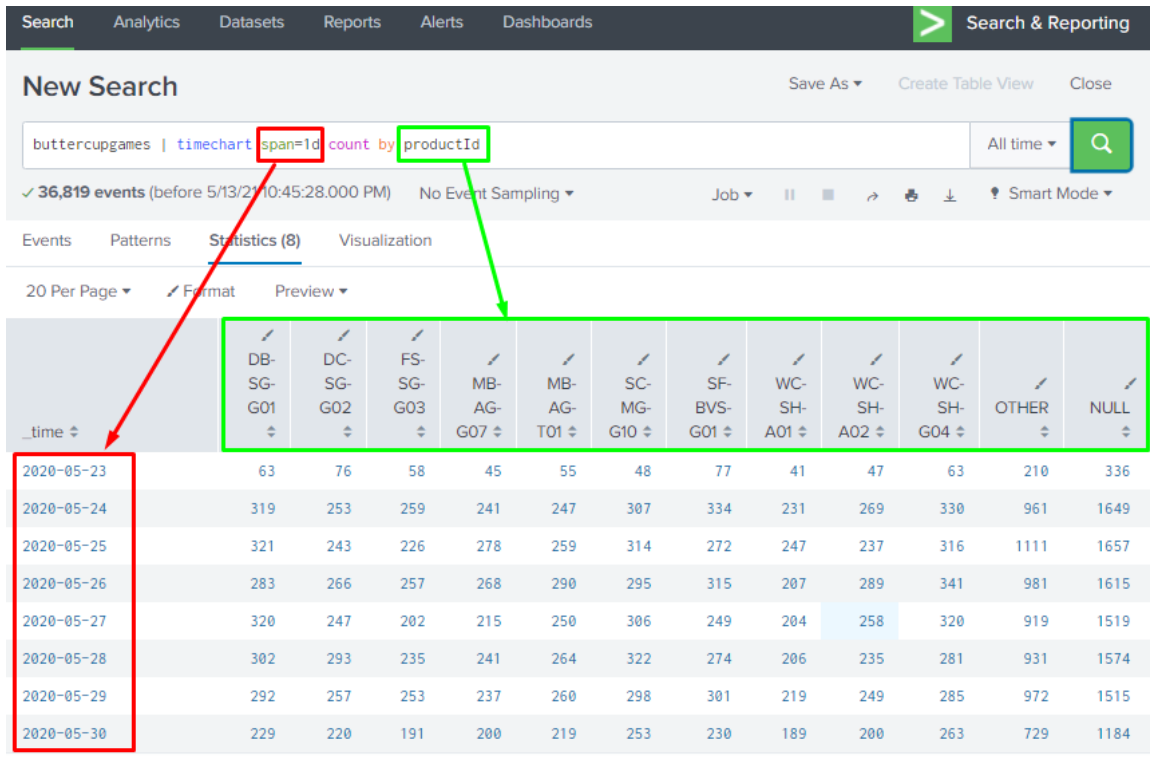 Search Analytics Datasets Reports Alerts Dashboards Search & Reporting
New Search Save As Create Table View Close
buttercupgames | timechart span=1d count by productId All time
36,819 events (before 5/13/21 10:45:28.000 PM) No Event Sampling Job Smart Mode
Events Patterns Statistics (8) Visualization
20 Per Page Format Preview
_time DB-SG-G01 DC-SG-G02 FS-SG-G03 MB-AG-G07 MB-AG-T01 SC-MG-G10 SF-BVS-G01 WC-SH-A01 WC-SH-A02 WC-SH-G04 OTHER NULL
2020-05-23 63 76 58 45 55 48 77 41 47 63 210 336
2020-05-24 319 253 259 241 247 307 334 231 269 330 961 1649
2020-05-25 321 243 226 278 259 314 272 247 237 316 1111 1657
2020-05-26 283 266 257 268 290 295 315 207 289 341 981 1615
2020-05-27 320 247 202 215 250 306 249 204 258 320 919 1519
2020-05-28 302 293 235 241 264 322 274 206 235 281 931 1574
2020-05-29 292 257 253 237 260 298 301 219 249 285 972 1515
2020-05-30 229 220 191 200 219 253 230 189 200 263 729 1184